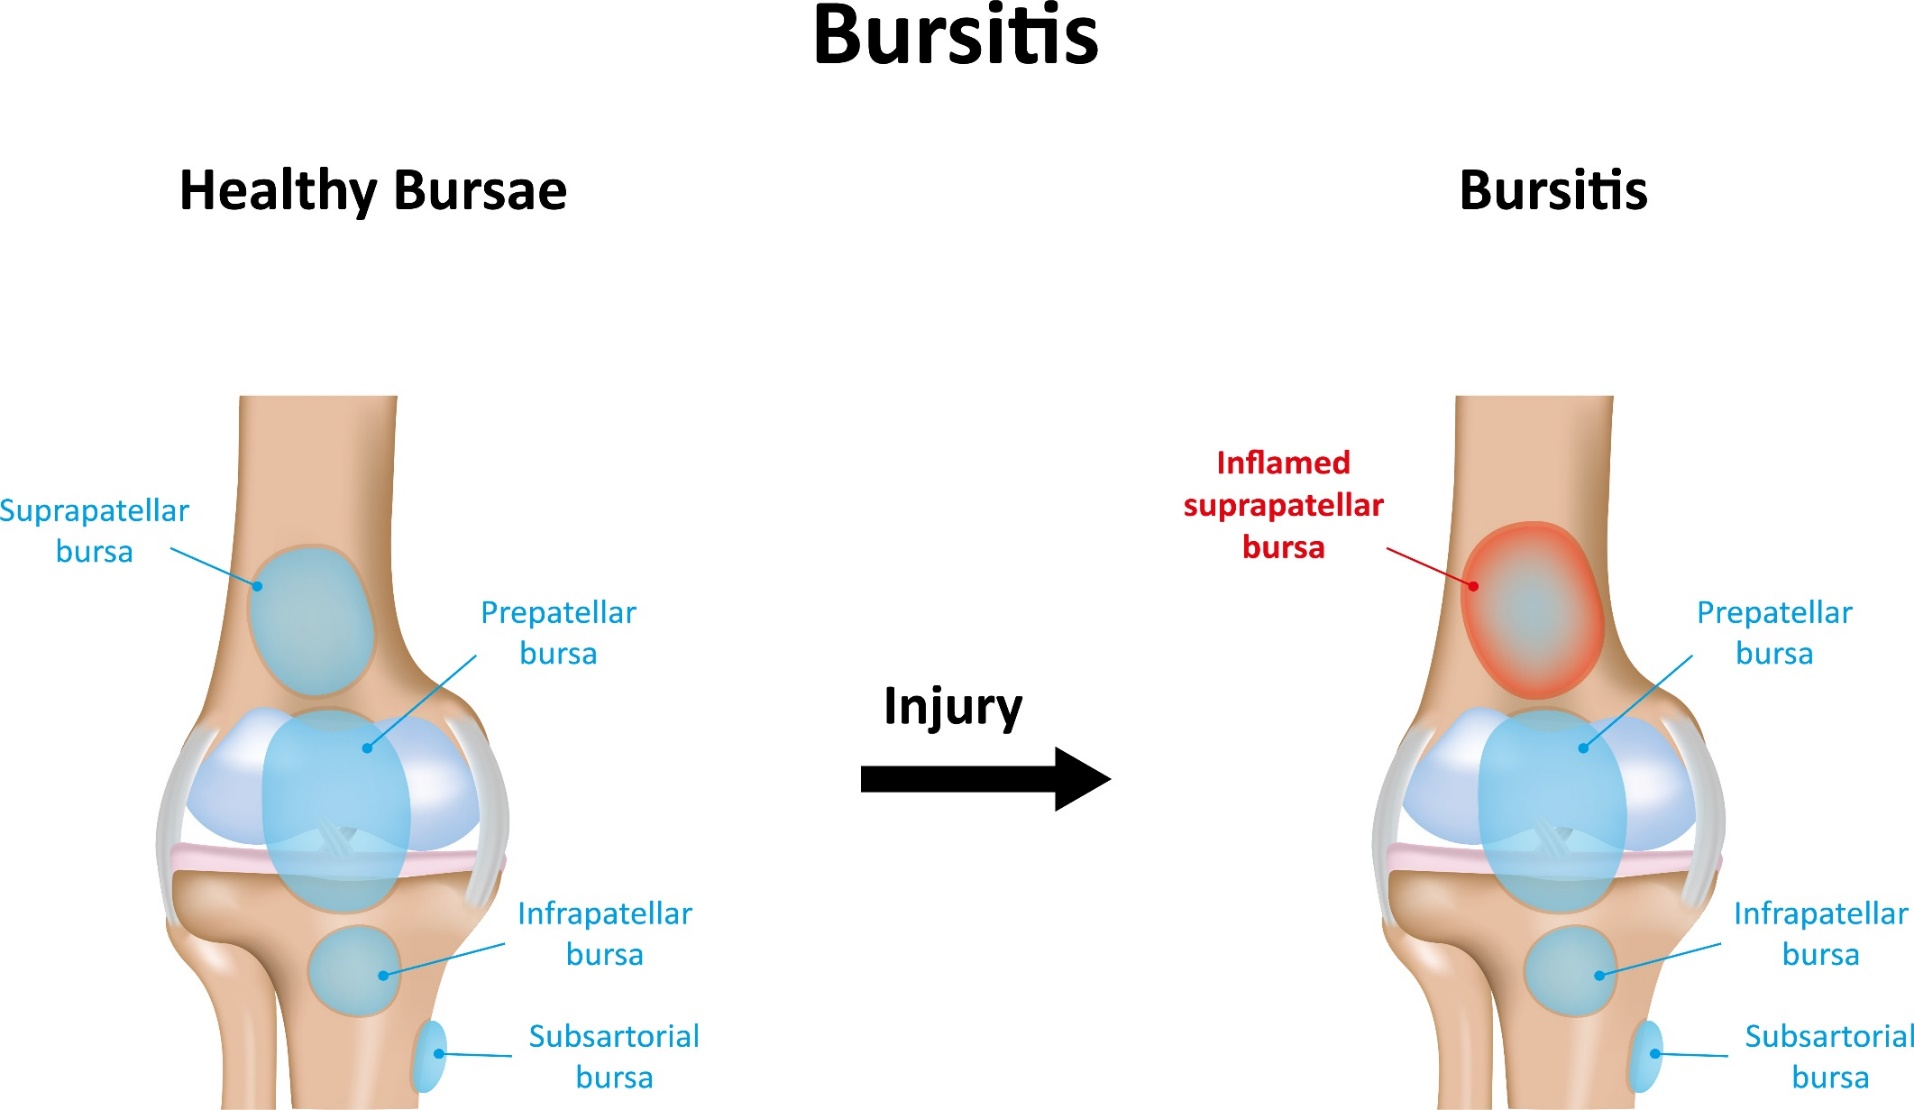 Bursitis
Healthy Bursae
Suprapatellar
bursa
Prepatellar
bursa
Infrapatellar
bursa
Subsartorial
bursa
Injury
Bursitis
Inflamed
suprapatellar
bursa
Prepatellar
bursa
Infrapatellar
bursa
Subsartorial
bursa